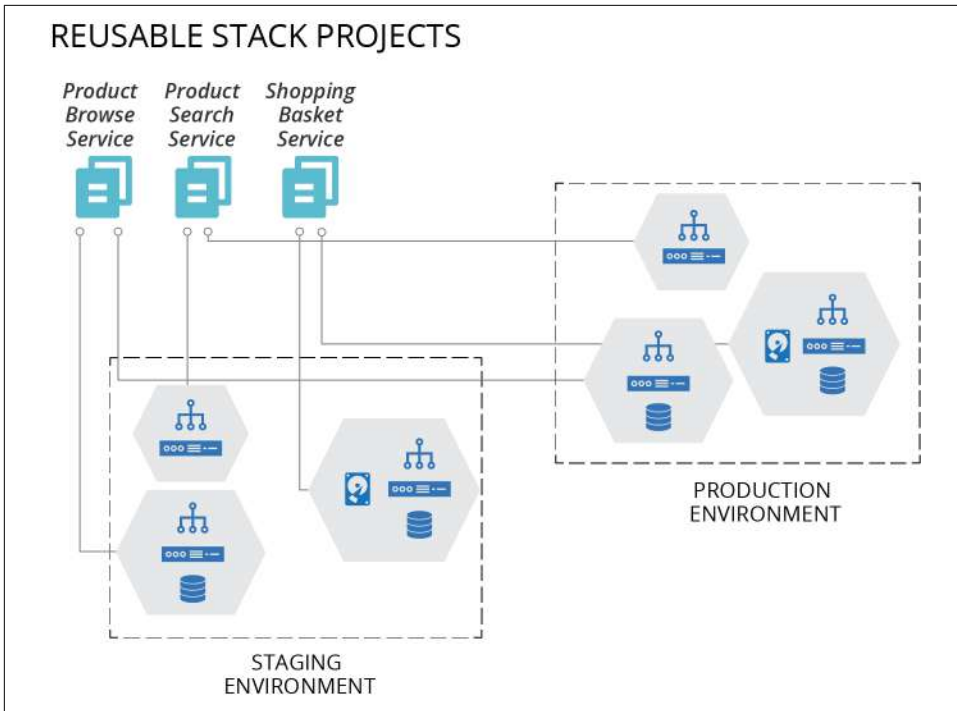 REUSABLE STACK PROJECTS
Product
Browse
Service
Product
Search
Service
Shopping
Basket
Service
PRODUCTION
ENVIRONMENT
STAGING
ENVIRONMENT